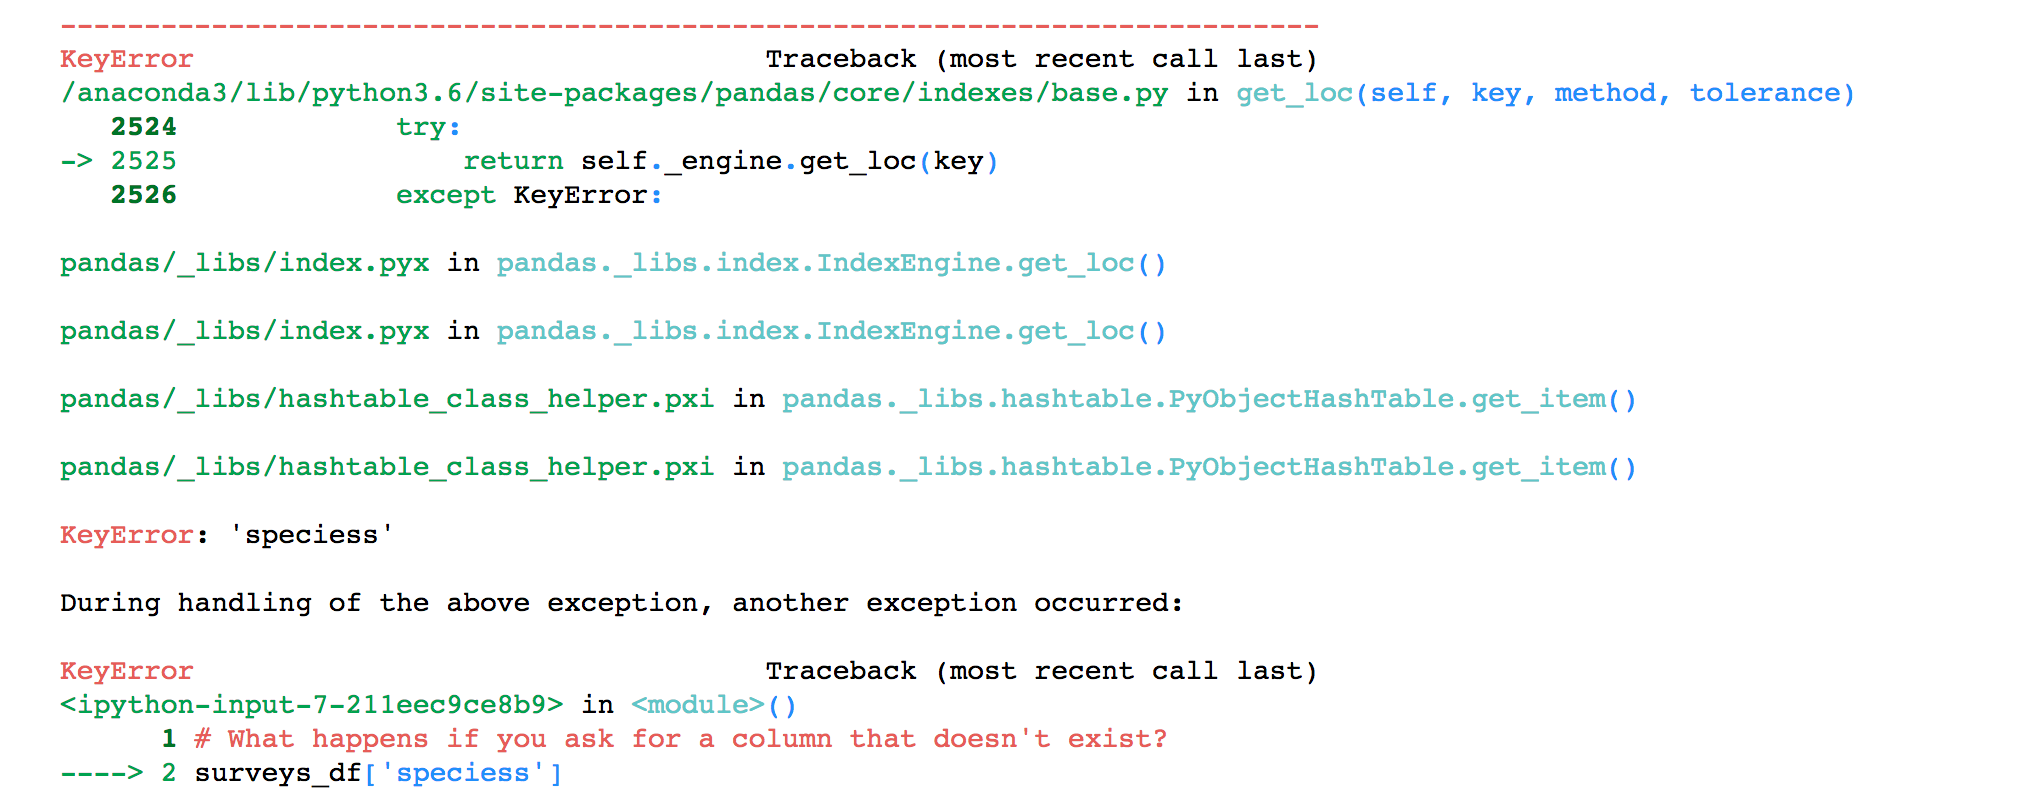 ---------------------------------------------------------------------------
KeyError                                  Traceback (most recent call last)
/anaconda3/lib/python3.6/site-packages/pandas/core/indexes/base.py in get_loc(self, key, method, tolerance)
   2524             try:
-> 2525                 return self._engine.get_loc(key)
   2526             except KeyError:
pandas/_libs/index.pyx in pandas._libs.index.IndexEngine.get_loc()
pandas/_libs/index.pyx in pandas._libs.index.IndexEngine.get_loc()
pandas/_libs/hashtable_class_helper.pxi in pandas._libs.hashtable.PyObjectHashTable.get_item()
pandas/_libs/hashtable_class_helper.pxi in pandas._libs.hashtable.PyObjectHashTable.get_item()
KeyError: 'speciess'
During handling of the above exception, another exception occurred:
KeyError                                  Traceback (most recent call last)
<ipython-input-7-211eec9ce8b9> in <module>()
      1 # What happens if you ask for a column that doesn't exist?
----> 2 surveys_df['speciess']